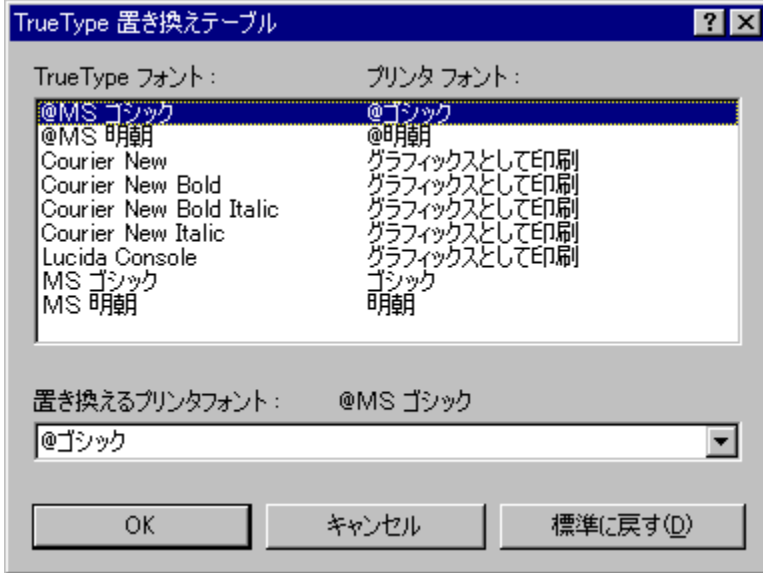 TrueType 置き換えテーブル
TrueType フォント： プリンタ フォント：
@MS ゴシック @ゴシック
@MS 明朝 @明朝
Courier New グラフィックスとして印刷
Courier New Bold グラフィックスとして印刷
Courier New Bold Italic グラフィックスとして印刷
Courier New Italic グラフィックスとして印刷
Lucida Console グラフィックスとして印刷
MS ゴシック ゴシック
MS 明朝 明朝
置き換えるプリンタフォント： @MS ゴシック
@ゴシック
OK キャンセル 標準に戻す(D)